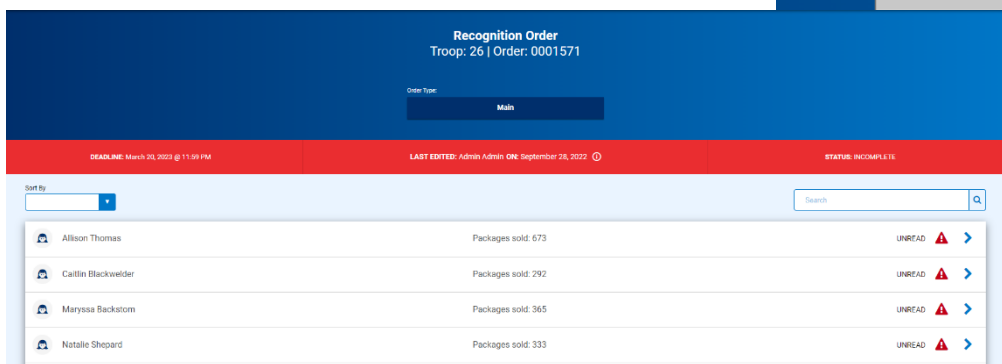 Recognition Order
Troop: 26 | Order: 0001571
Order Type:
Main
DEADLINE: March 20, 2023 @ 11:59 PM
LAST EDITED: Admin Admin ON: September 28, 2022
STATUS: INCOMPLETE
Sort By
Search
Allison Thomas Packages sold: 673 UNREAD
Caitlin Blackwelder Packages sold: 292 UNREAD
Maryssa Backstom Packages sold: 365 UNREAD
Natalie Shepard Packages sold: 333 UNREAD